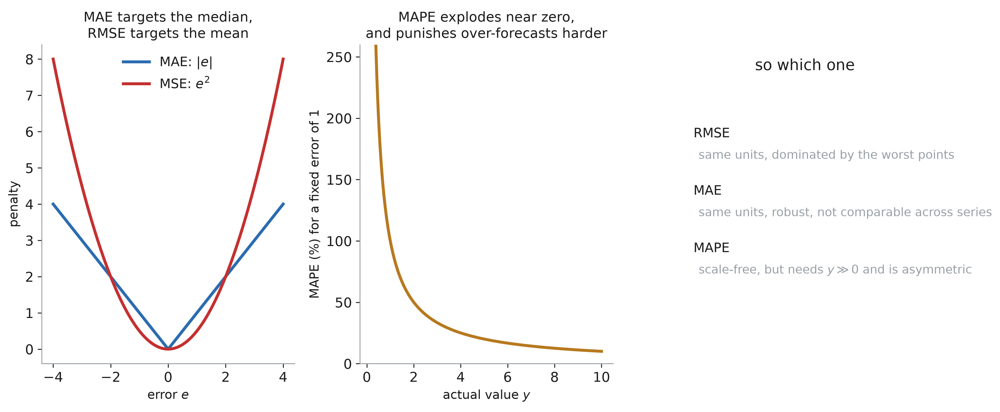 MAE targets the median,
RMSE targets the mean
MAE: |e|
MSE: e²
8
7
6
5
4
3
2
1
0
penalty
−4
−2
0
2
4
error e
MAPE explodes near zero,
and punishes over-forecasts harder
250
200
150
100
50
0
MAPE (%) for a fixed error of 1
0
2
4
6
8
10
actual value y
so which one
RMSE
same units, dominated by the worst points
MAE
same units, robust, not comparable across series
MAPE
scale-free, but needs y ≫ 0 and is asymmetric